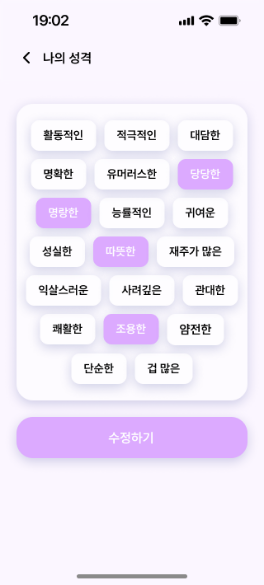 19:02
나의 성격
활동적인 적극적인 대담한
명확한 유머러스한 당당한
명랑한 능률적인 귀여운
성실한 따뜻한 재주가 많은
익살스러운 사려깊은 관대한
쾌활한 조용한 얌전한
단순한 겁 많은
수정하기